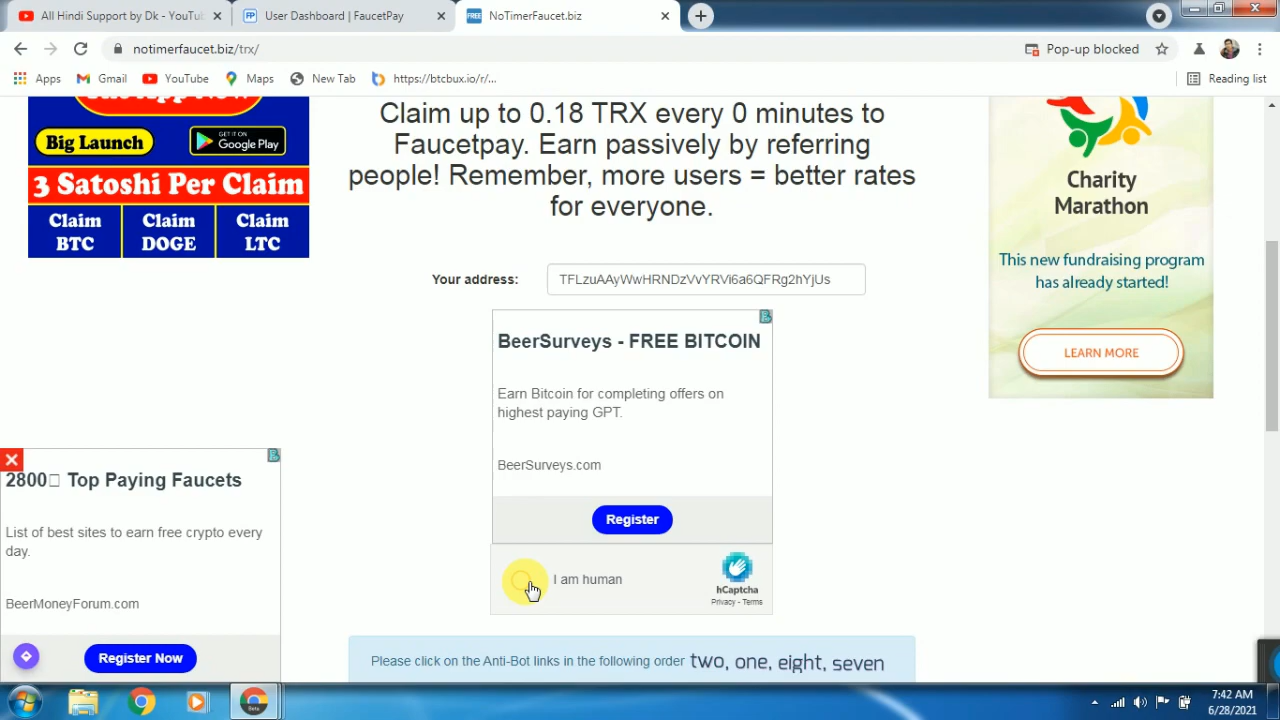 All Hindi Support by Dk - YouTu
User Dashboard | FaucetPay
NoTimerFaucet.biz
notimerfaucet.biz/trx/
Pop-up blocked
Apps
Gmail
YouTube
Maps
New Tab
https://btcbux.io/r/...
Reading list
Big Launch
GET IT ON
Google Play
3 Satoshi Per Claim
Claim
BTC
Claim
DOGE
Claim
LTC
Claim up to 0.18 TRX every 0 minutes to
Faucetpay. Earn passively by referring
people! Remember, more users = better rates
for everyone.
Your address:
TFLzuAAyWwHRNDzVvYRVi6a6QFRg2hYjUs
BeerSurveys - FREE BITCOIN
Earn Bitcoin for completing offers on
highest paying GPT.
BeerSurveys.com
Register
I am human
hCaptcha
Privacy - Terms
Please click on the Anti-Bot links in the following order two, one, eight, seven
Charity
Marathon
This new fundraising program
has already started!
LEARN MORE
2800 Top Paying Faucets
List of best sites to earn free crypto every
day.
BeerMoneyForum.com
Register Now
7:42 AM
6/28/2021